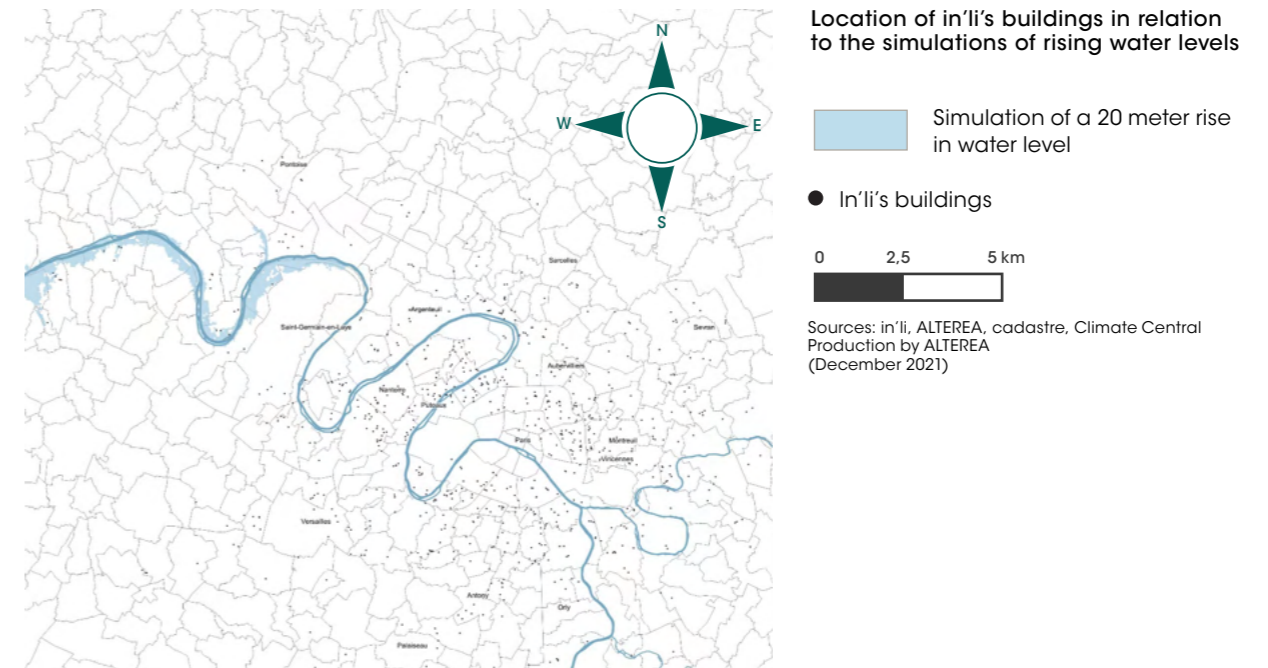 Location of in'li's buildings in relation
to the simulations of rising water levels
N
W
E
S
Simulation of a 20 meter rise
in water level
In'li's buildings
0 2,5 5 km
Sources: in'li, ALTEREA, cadastre, Climate Central
Production by ALTEREA
(December 2021)
Pontoise
Sarcelles
Argenteuil
Saint-Germain-en-Laye
Sevran
Aubervilliers
Nanterre
Puteaux
Paris
Montreuil
Vincennes
Versailles
Antony
Orly
Palaiseau